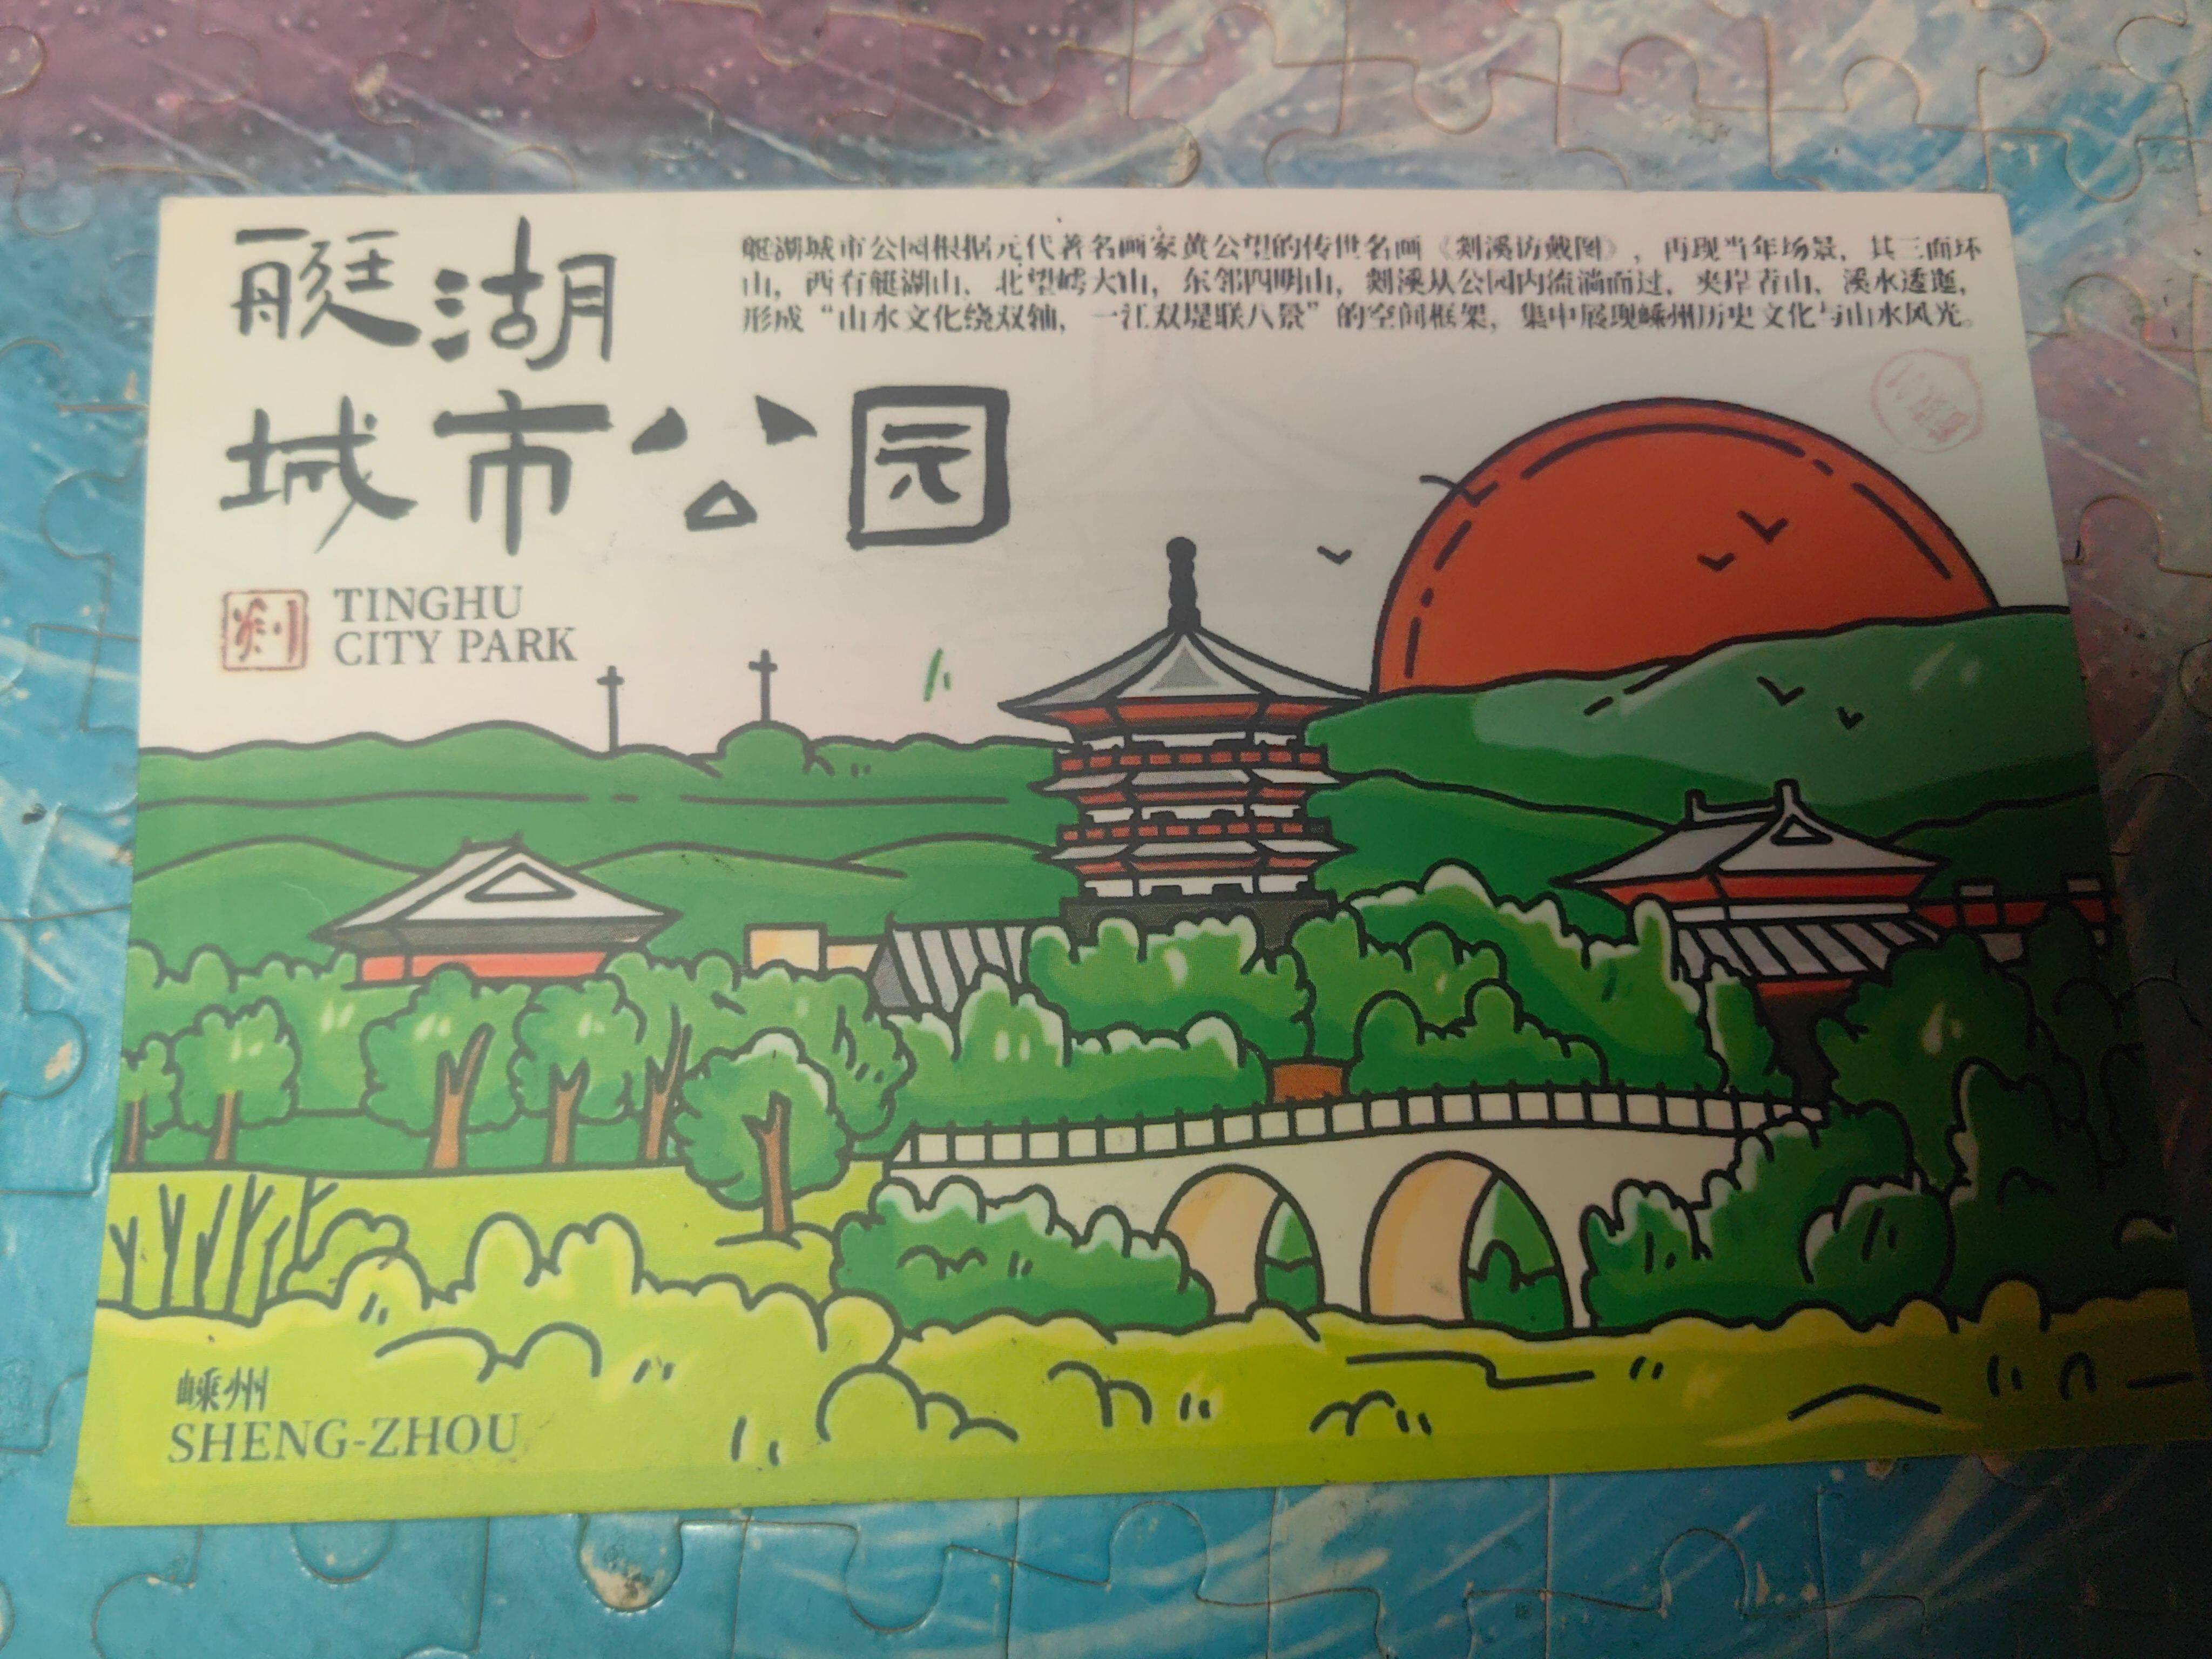 艇湖
城市公园
剡
TINGHU
CITY PARK
艇湖城市公园根据元代著名画家黄公望的传世名画《剡溪访戴图》，再现当年场景，其三面环
山，西有艇湖山，北望嶀大山，东邻四明山，剡溪从公园内流淌而过，夹岸青山，溪水逶迤，
形成“山水文化绕双轴，一江双堤联八景”的空间框架，集中展现嵊州历史文化与山水风光。
嵊州
SHENG-ZHOU